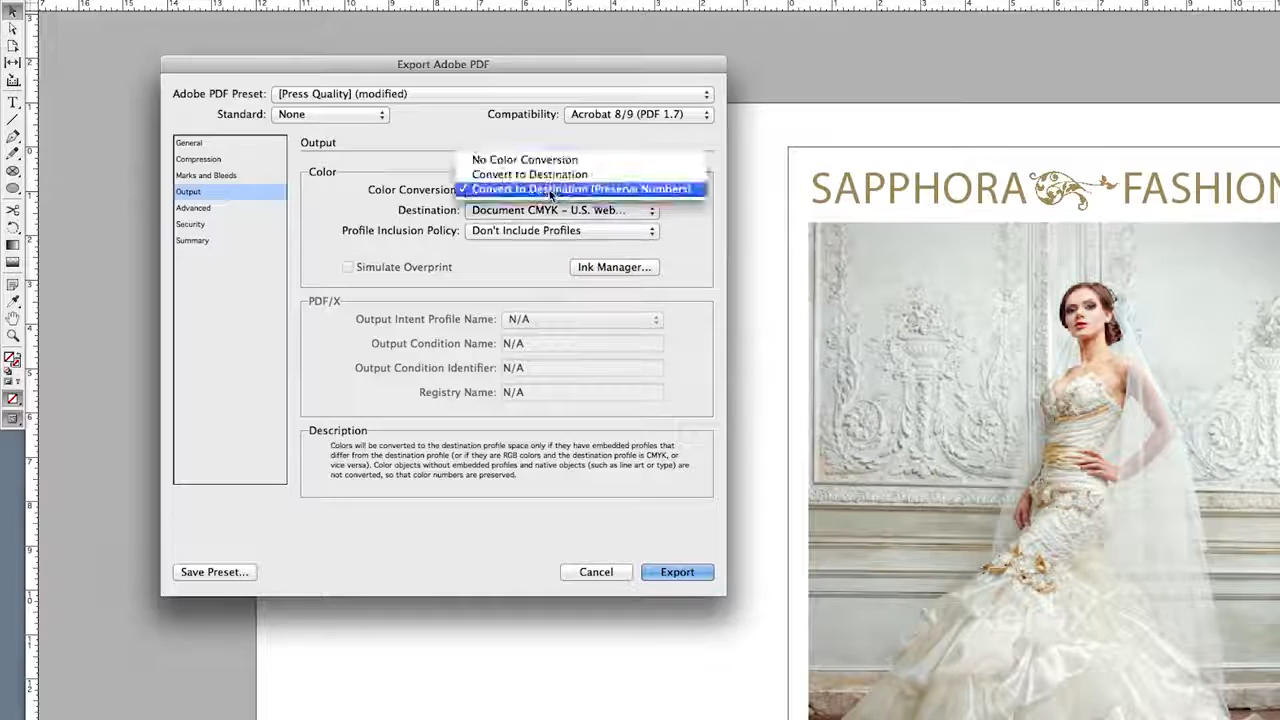 Export Adobe PDF
Adobe PDF Preset: [Press Quality] (modified)
Standard: None Compatibility: Acrobat 8/9 (PDF 1.7)
General
Compression
Marks and Bleeds
Output
Advanced
Security
Summary
Output
Color
No Color Conversion
Convert to Destination
Color Conversion ✓ Convert to Destination (Preserve Numbers)
Destination: Document CMYK – U.S. Web...
Profile Inclusion Policy: Don't Include Profiles
Simulate Overprint Ink Manager...
PDF/X
Output Intent Profile Name: N/A
Output Condition Name: N/A
Output Condition Identifier: N/A
Registry Name: N/A
Description
Colors will be converted to the destination profile space only if they have embedded profiles that
differ from the destination profile (or if they are RGB colors and the destination profile is CMYK, or
vice versa). Color objects without embedded profiles and native objects (such as line art or type) are
not converted, so that color numbers are preserved.
Save Preset... Cancel Export
SAPPHORA FASHION